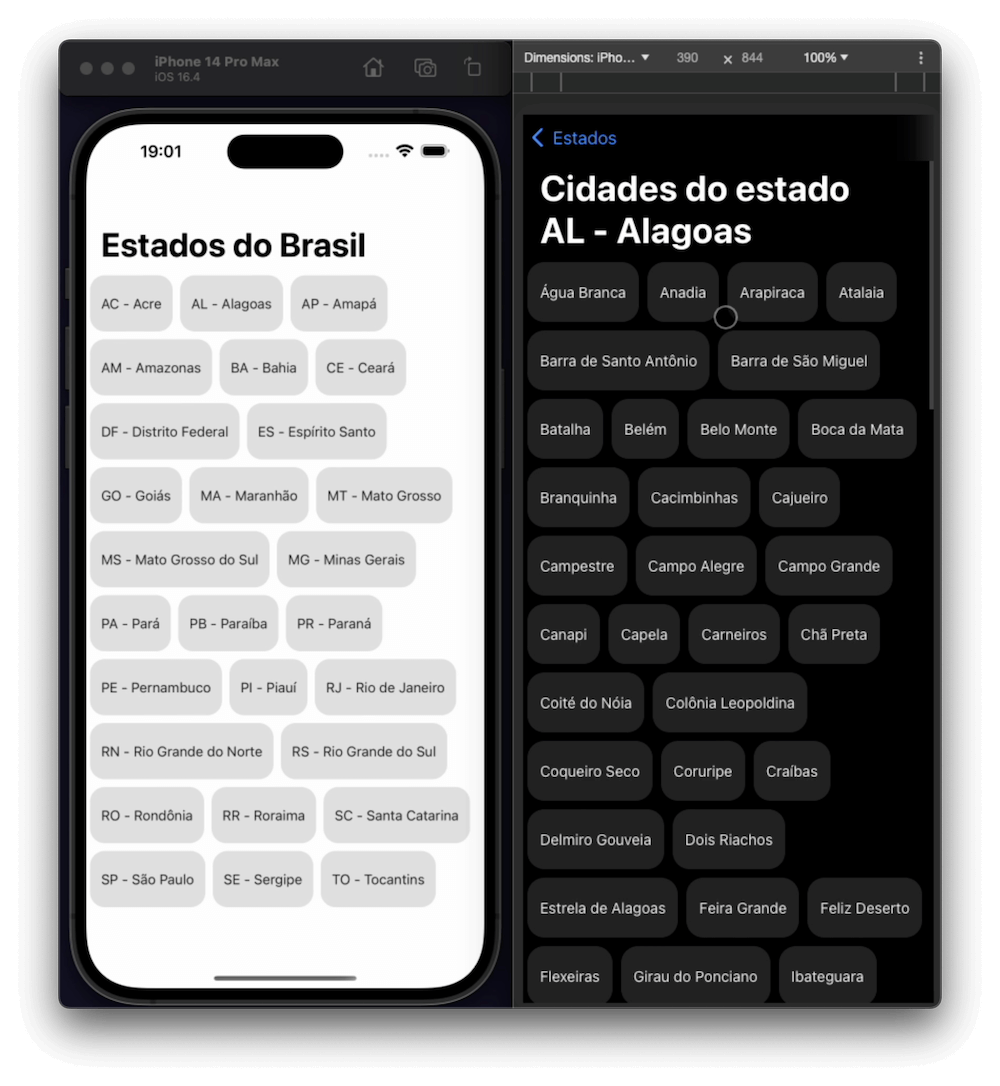 iPhone 14 Pro Max
iOS 16.4
19:01
Estados do Brasil
AC - Acre
AL - Alagoas
AP - Amapá
AM - Amazonas
BA - Bahia
CE - Ceará
DF - Distrito Federal
ES - Espírito Santo
GO - Goiás
MA - Maranhão
MT - Mato Grosso
MS - Mato Grosso do Sul
MG - Minas Gerais
PA - Pará
PB - Paraíba
PR - Paraná
PE - Pernambuco
PI - Piauí
RJ - Rio de Janeiro
RN - Rio Grande do Norte
RS - Rio Grande do Sul
RO - Rondônia
RR - Roraima
SC - Santa Catarina
SP - São Paulo
SE - Sergipe
TO - Tocantins
Dimensions: iPho... 390 x 844 100%
Estados
Cidades do estado
AL - Alagoas
Água Branca
Anadia
Arapiraca
Atalaia
Barra de Santo Antônio
Barra de São Miguel
Batalha
Belém
Belo Monte
Boca da Mata
Branquinha
Cacimbinhas
Cajueiro
Campestre
Campo Alegre
Campo Grande
Canapi
Capela
Carneiros
Chã Preta
Coité do Nóia
Colônia Leopoldina
Coqueiro Seco
Coruripe
Craíbas
Delmiro Gouveia
Dois Riachos
Estrela de Alagoas
Feira Grande
Feliz Deserto
Flexeiras
Girau do Ponciano
Ibateguara